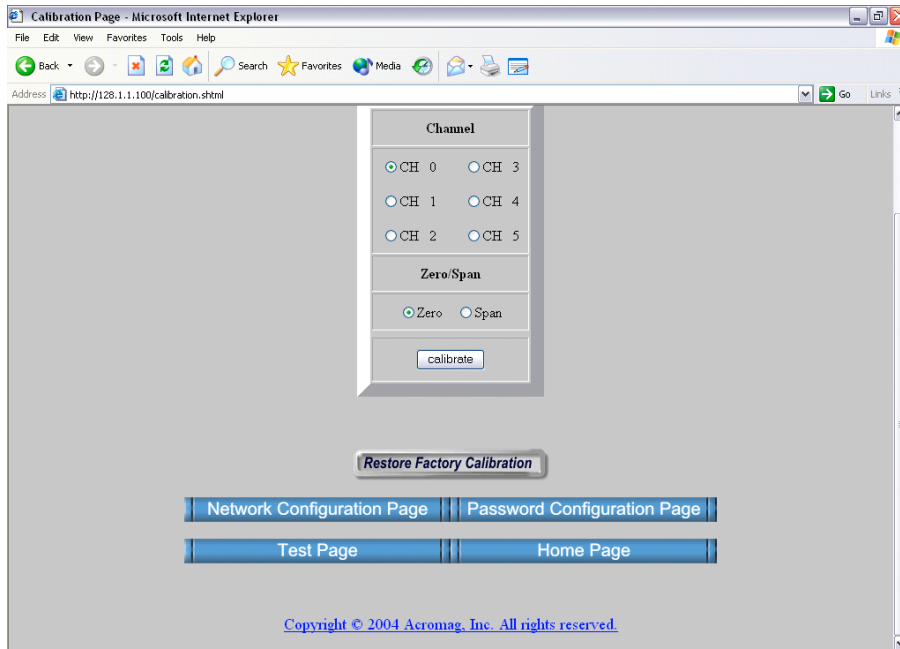 Calibration Page - Microsoft Internet Explorer
File Edit View Favorites Tools Help
Back Search Favorites Media
Address http://128.1.1.100/calibration.shtml Go Links
Channel
CH 0 CH 3
CH 1 CH 4
CH 2 CH 5
Zero/Span
Zero Span
calibrate
Restore Factory Calibration
Network Configuration Page Password Configuration Page
Test Page Home Page
Copyright © 2004 Acromag, Inc. All rights reserved.